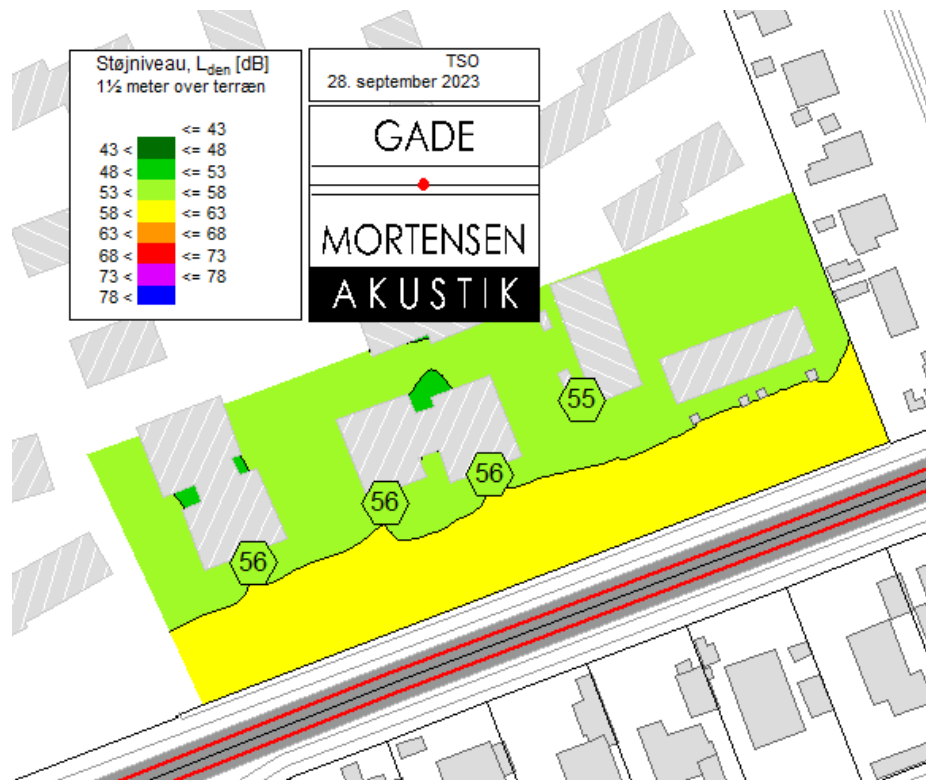 Støjniveau, Lden [dB]
1½ meter over terræn
<= 43
43 < <= 48
48 < <= 53
53 < <= 58
58 < <= 63
63 < <= 68
68 < <= 73
73 < <= 78
78 <
TSO
28. september 2023
GADE
MORTENSEN
AKUSTIK
55
56
56
56